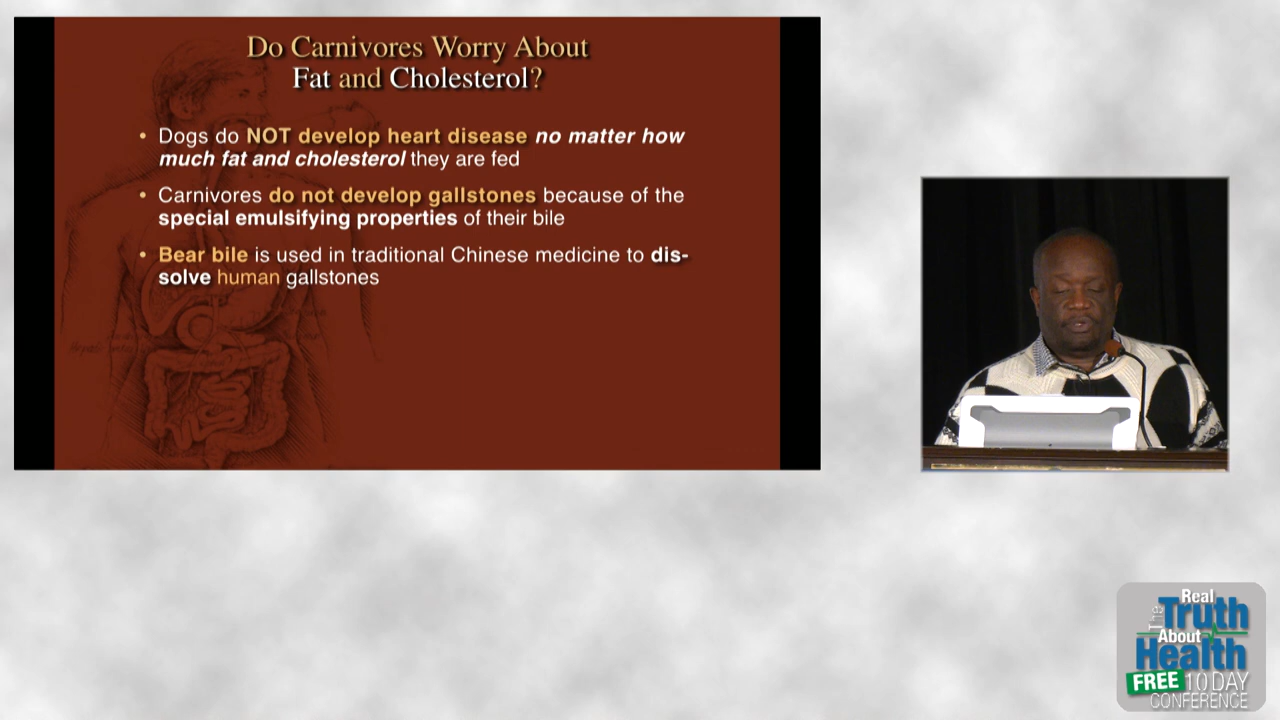 Do Carnivores Worry About
Fat and Cholesterol?
• Dogs do NOT develop heart disease no matter how
much fat and cholesterol they are fed
• Carnivores do not develop gallstones because of the
special emulsifying properties of their bile
• Bear bile is used in traditional Chinese medicine to dis-
solve human gallstones
The Real
Truth
About
Health
FREE 10 DAY
CONFERENCE